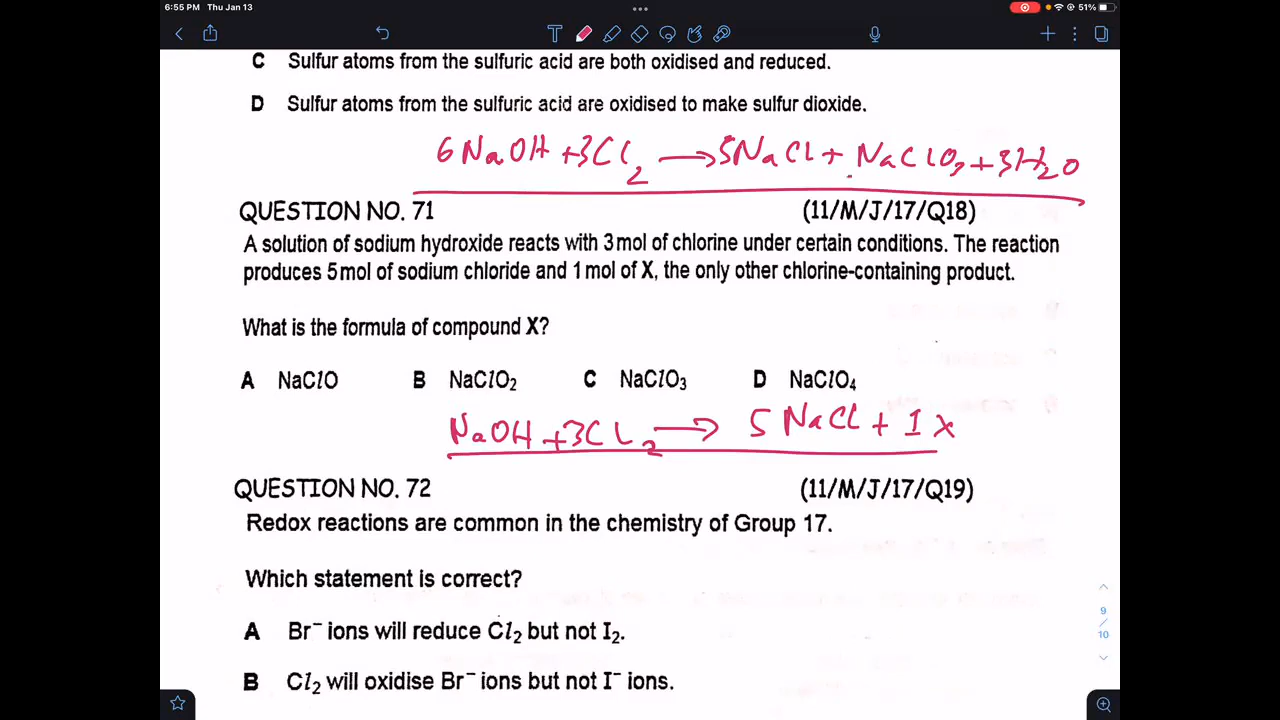 6:55 PM Thu Jan 13
51%
C Sulfur atoms from the sulfuric acid are both oxidised and reduced.
D Sulfur atoms from the sulfuric acid are oxidised to make sulfur dioxide.
6NaOH + 3Cl₂ → 5NaCl + NaClO₃ + 3H₂O
QUESTION NO. 71 (11/M/J/17/Q18)
A solution of sodium hydroxide reacts with 3 mol of chlorine under certain conditions. The reaction
produces 5 mol of sodium chloride and 1 mol of X, the only other chlorine-containing product.
What is the formula of compound X?
A NaClO B NaClO₂ C NaClO₃ D NaClO₄
NaOH + 3Cl₂ → 5 NaCl + 1 x
QUESTION NO. 72 (11/M/J/17/Q19)
Redox reactions are common in the chemistry of Group 17.
Which statement is correct?
A Br⁻ ions will reduce Cl₂ but not I₂.
B Cl₂ will oxidise Br⁻ ions but not I⁻ ions.
9
/
10